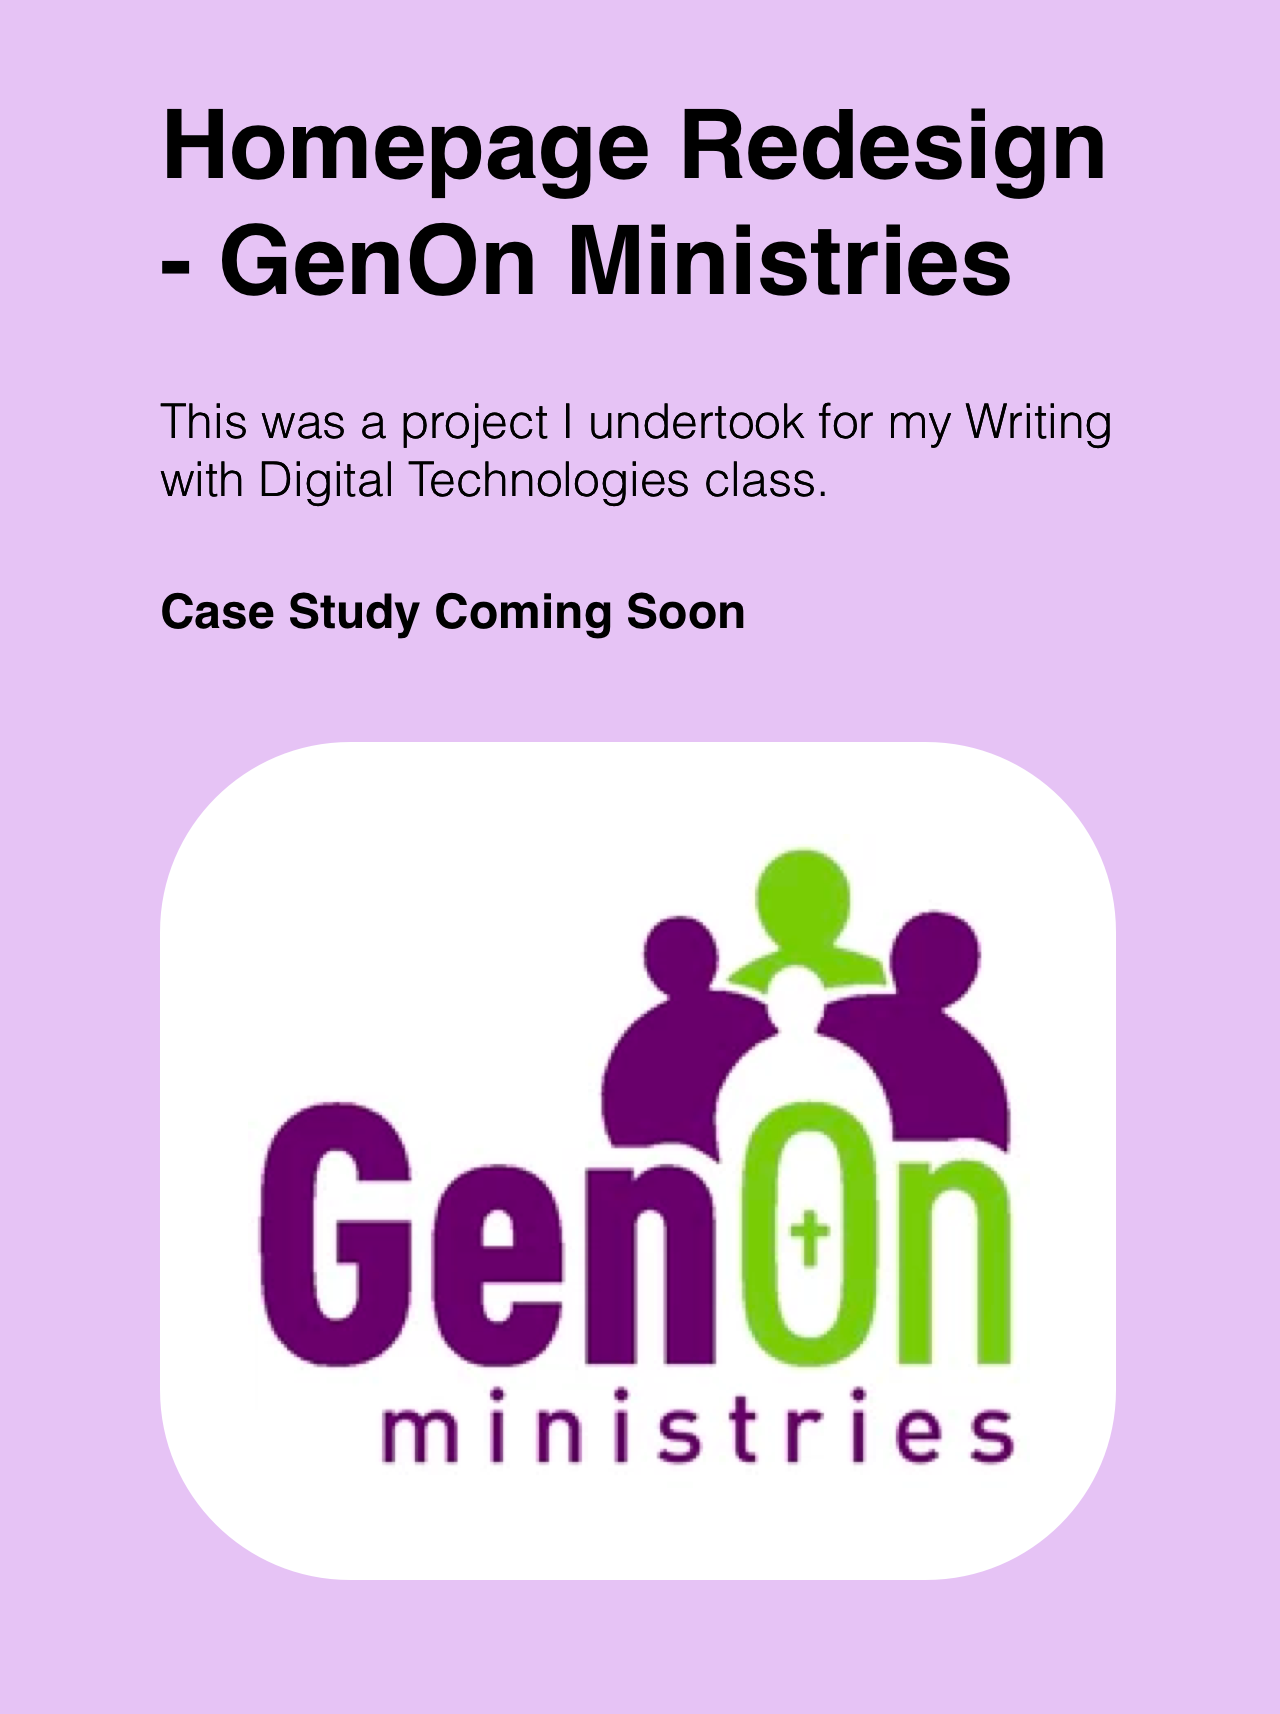 Homepage Redesign
- GenOn Ministries
This was a project I undertook for my Writing
with Digital Technologies class.
Case Study Coming Soon
GenOn
ministries